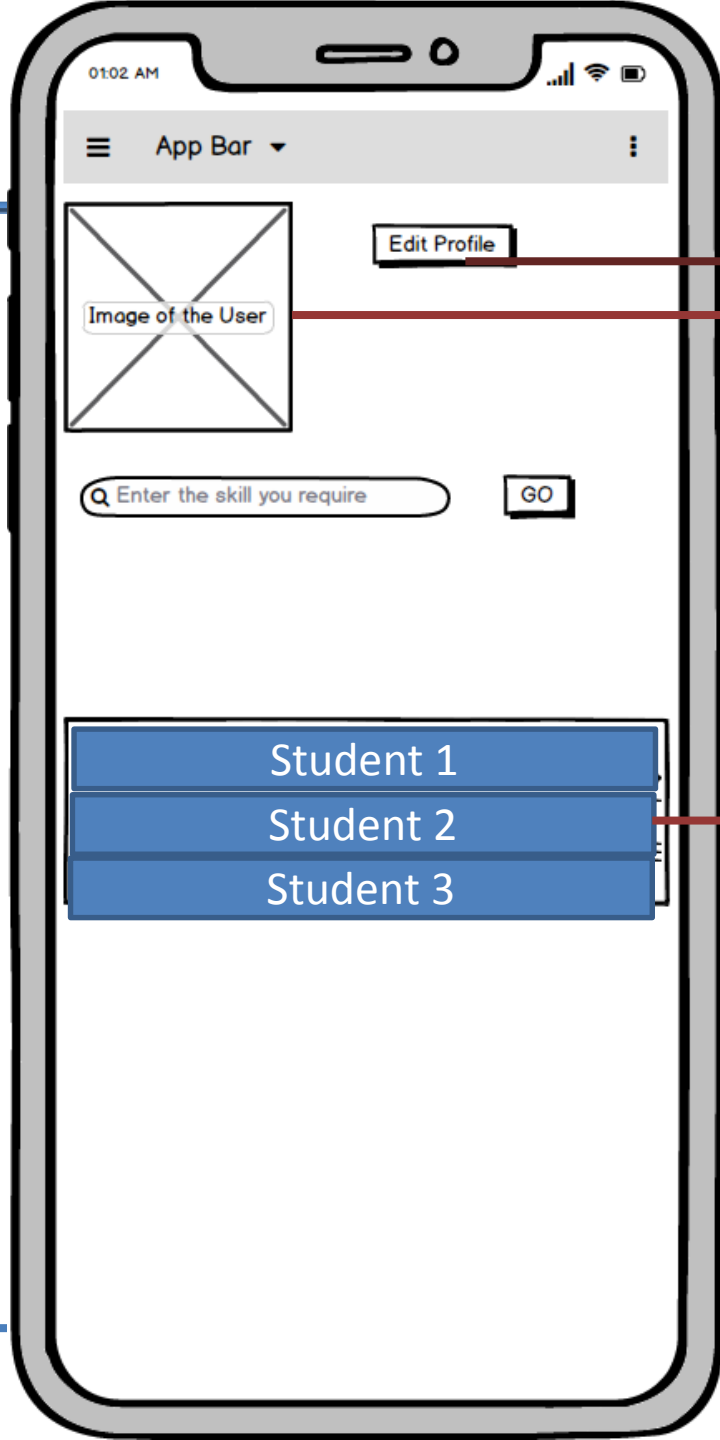 01:02 AM
App Bar
Edit Profile
Image of the User
Enter the skill you require
GO
Student 1
Student 2
Student 3